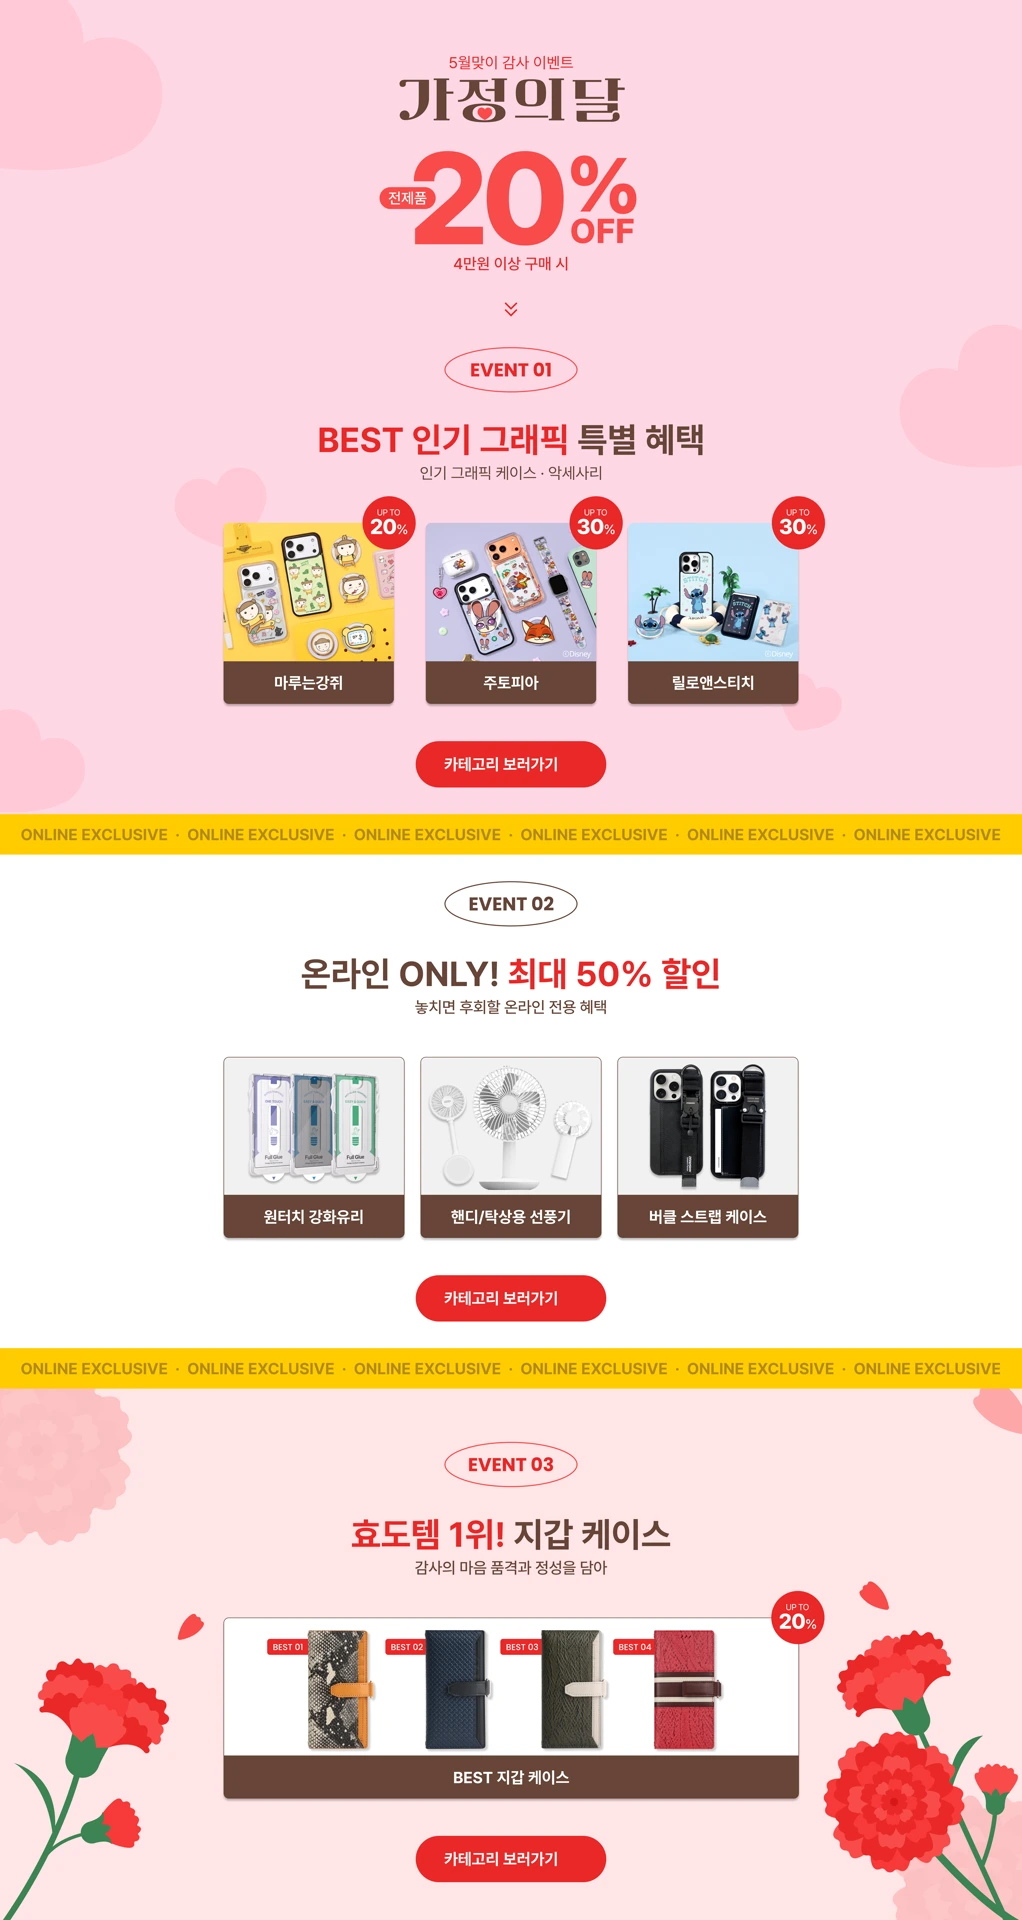 5월맞이 감사 이벤트
가정의달
전제품
20%
OFF
4만원 이상 구매 시
EVENT 01
BEST 인기 그래픽 특별 혜택
인기 그래픽 케이스 · 악세사리
UP TO
20%
UP TO
30%
UP TO
30%
STITCH
STITCH
©Disney
©Disney
마루는강쥐
주토피아
릴로앤스티치
카테고리 보러가기
ONLINE EXCLUSIVE · ONLINE EXCLUSIVE · ONLINE EXCLUSIVE · ONLINE EXCLUSIVE · ONLINE EXCLUSIVE · ONLINE EXCLUSIVE
EVENT 02
온라인 ONLY! 최대 50% 할인
놓치면 후회할 온라인 전용 혜택
Full Glue
Full Glue
Full Glue
원터치 강화유리
핸디/탁상용 선풍기
버클 스트랩 케이스
카테고리 보러가기
ONLINE EXCLUSIVE · ONLINE EXCLUSIVE · ONLINE EXCLUSIVE · ONLINE EXCLUSIVE · ONLINE EXCLUSIVE · ONLINE EXCLUSIVE
EVENT 03
효도템 1위! 지갑 케이스
감사의 마음 품격과 정성을 담아
UP TO
20%
BEST 01
BEST 02
BEST 03
BEST 04
BEST 지갑 케이스
카테고리 보러가기